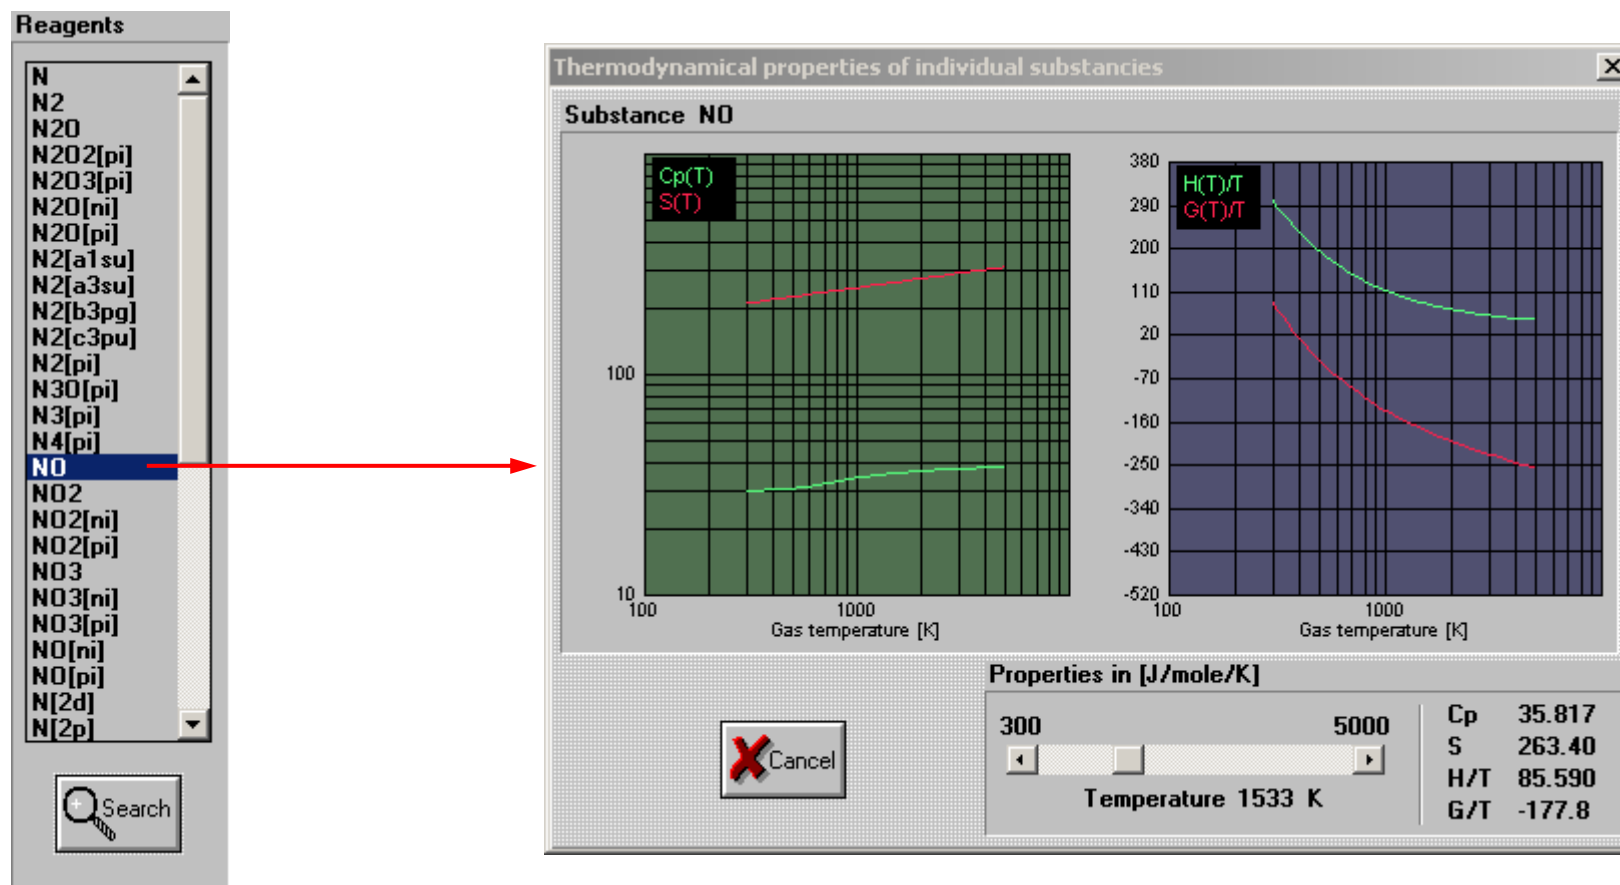 Reagents
N
N2
N2O
N2O2[pi]
N2O3[pi]
N2O[ni]
N2O[pi]
N2[a1su]
N2[a3su]
N2[b3pg]
N2[c3pu]
N2[pi]
N3O[pi]
N3[pi]
N4[pi]
NO
NO2
NO2[ni]
NO2[pi]
NO3
NO3[ni]
NO3[pi]
NO[ni]
NO[pi]
N[2d]
N[2p]
Search
Thermodynamical properties of individual substancies
Substance NO
Cp(T)
S(T)
100
10
100 1000
Gas temperature [K]
H(T)/T
G(T)/T
380
290
200
110
20
-70
-160
-250
-340
-430
-520
100 1000
Gas temperature [K]
Cancel
Properties in [J/mole/K]
300 5000
Temperature 1533 K
Cp 35.817
S 263.40
H/T 85.590
G/T -177.8